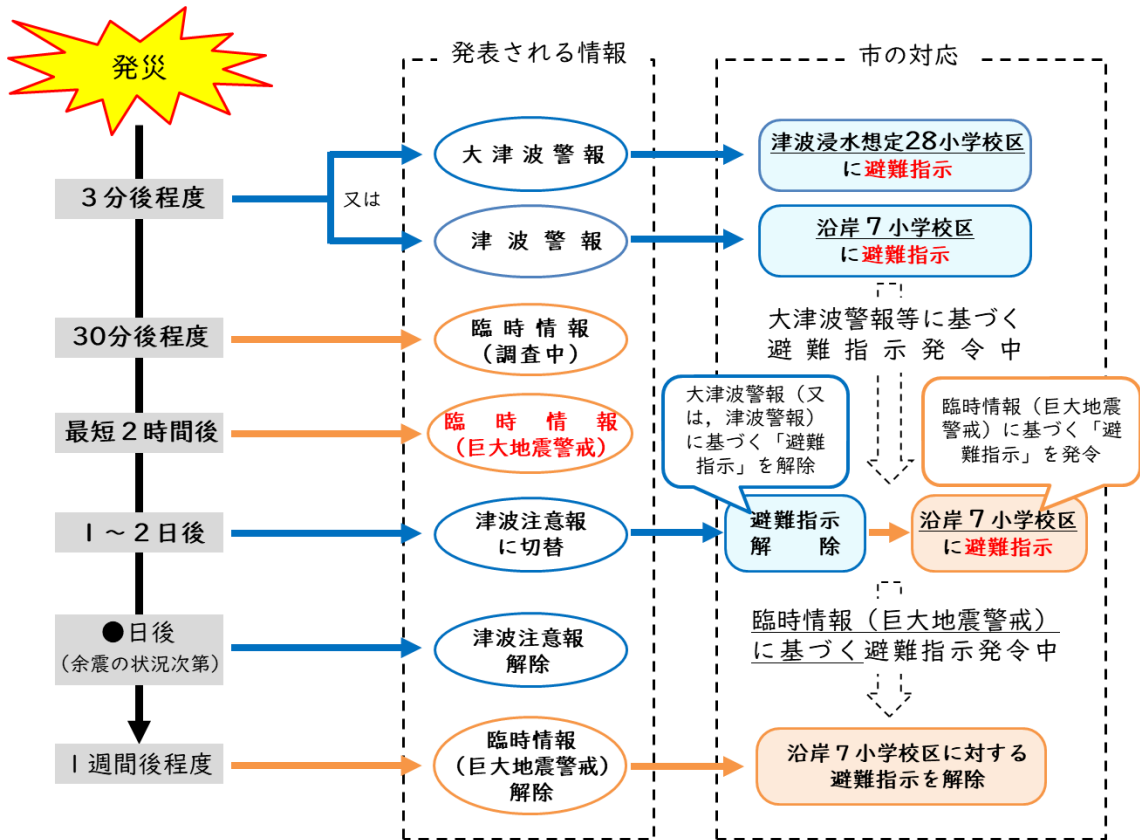 発災
発表される情報
市の対応
3分後程度
又は
大津波警報
津波浸水想定28小学校区
に避難指示
津波警報
沿岸7小学校区
に避難指示
30分後程度
臨時情報
(調査中)
大津波警報等に基づく
避難指示発令中
最短2時間後
臨時情報
(巨大地震警戒)
大津波警報(又
は,津波警報)
に基づく「避難
指示」を解除
臨時情報(巨大地震
警戒)に基づく「避
難指示」を発令
1~2日後
津波注意報
に切替
避難指示
解除
沿岸7小学校区
に避難指示
●日後
(余震の状況次第)
津波注意報
解除
臨時情報(巨大地震警戒)
に基づく避難指示発令中
1週間後程度
臨時情報
(巨大地震警戒)
解除
沿岸7小学校区に対する
避難指示を解除